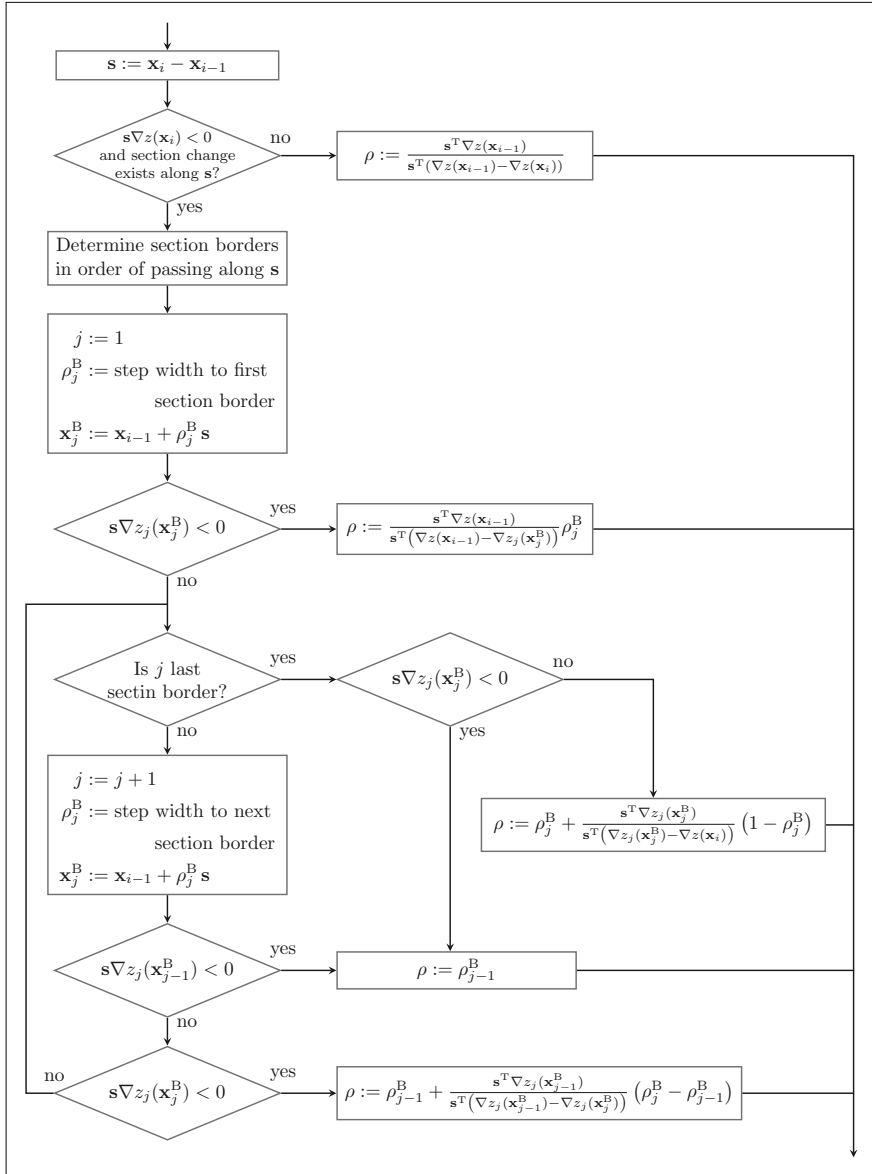 s := x_i − x_{i−1}
s∇z(x_i) < 0
and section change
exists along s?
no
ρ := s^T∇z(x_{i−1}) / s^T(∇z(x_{i−1})−∇z(x_i))
yes
Determine section borders
in order of passing along s
j := 1
ρ_j^B := step width to first
section border
x_j^B := x_{i−1} + ρ_j^B s
s∇z_j(x_j^B) < 0
yes
ρ := s^T∇z(x_{i−1}) / s^T(∇z(x_{i−1})−∇z_j(x_j^B)) ρ_j^B
no
Is j last
sectin border?
yes
s∇z_j(x_j^B) < 0
no
no
yes
j := j + 1
ρ_j^B := step width to next
section border
x_j^B := x_{i−1} + ρ_j^B s
ρ := ρ_j^B + s^T∇z_j(x_j^B) / s^T(∇z_j(x_j^B)−∇z(x_i)) (1 − ρ_j^B)
s∇z_j(x_{j−1}^B) < 0
yes
ρ := ρ_{j−1}^B
no
no
s∇z_j(x_j^B) < 0
yes
ρ := ρ_{j−1}^B + s^T∇z_j(x_{j−1}^B) / s^T(∇z_j(x_{j−1}^B)−∇z_j(x_j^B)) (ρ_j^B − ρ_{j−1}^B)